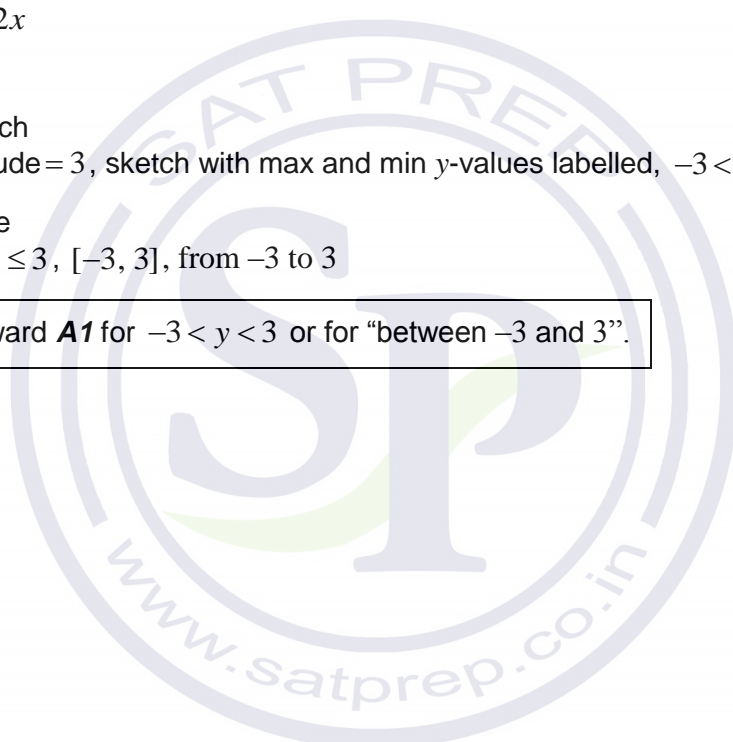 2x
ch
ude = 3, sketch with max and min y-values labelled, −3 <
e
≤ 3, [−3, 3], from –3 to 3
ward A1 for −3 < y < 3 or for “between –3 and 3”.
SAT PREP
SP
www.satprep.co.in